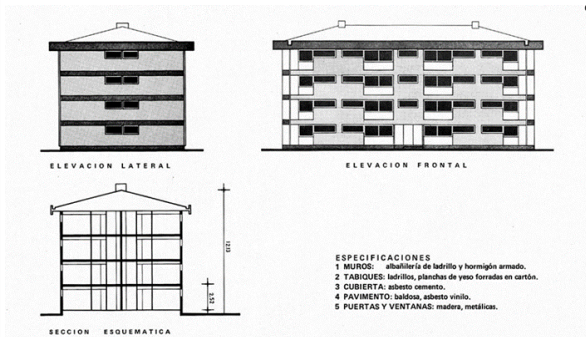 ELEVACION LATERAL
ELEVACION FRONTAL
2,52
SECCION ESQUEMATICA
ESPECIFICACIONES
1 MUROS: albañilería de ladrillo y hormigón armado.
2 TABIQUES: ladrillos, planchas de yeso forradas en cartón.
3 CUBIERTA: asbesto cemento.
4 PAVIMENTO: baldosa, asbesto vinilo.
5 PUERTAS Y VENTANAS: madera, metálicas.